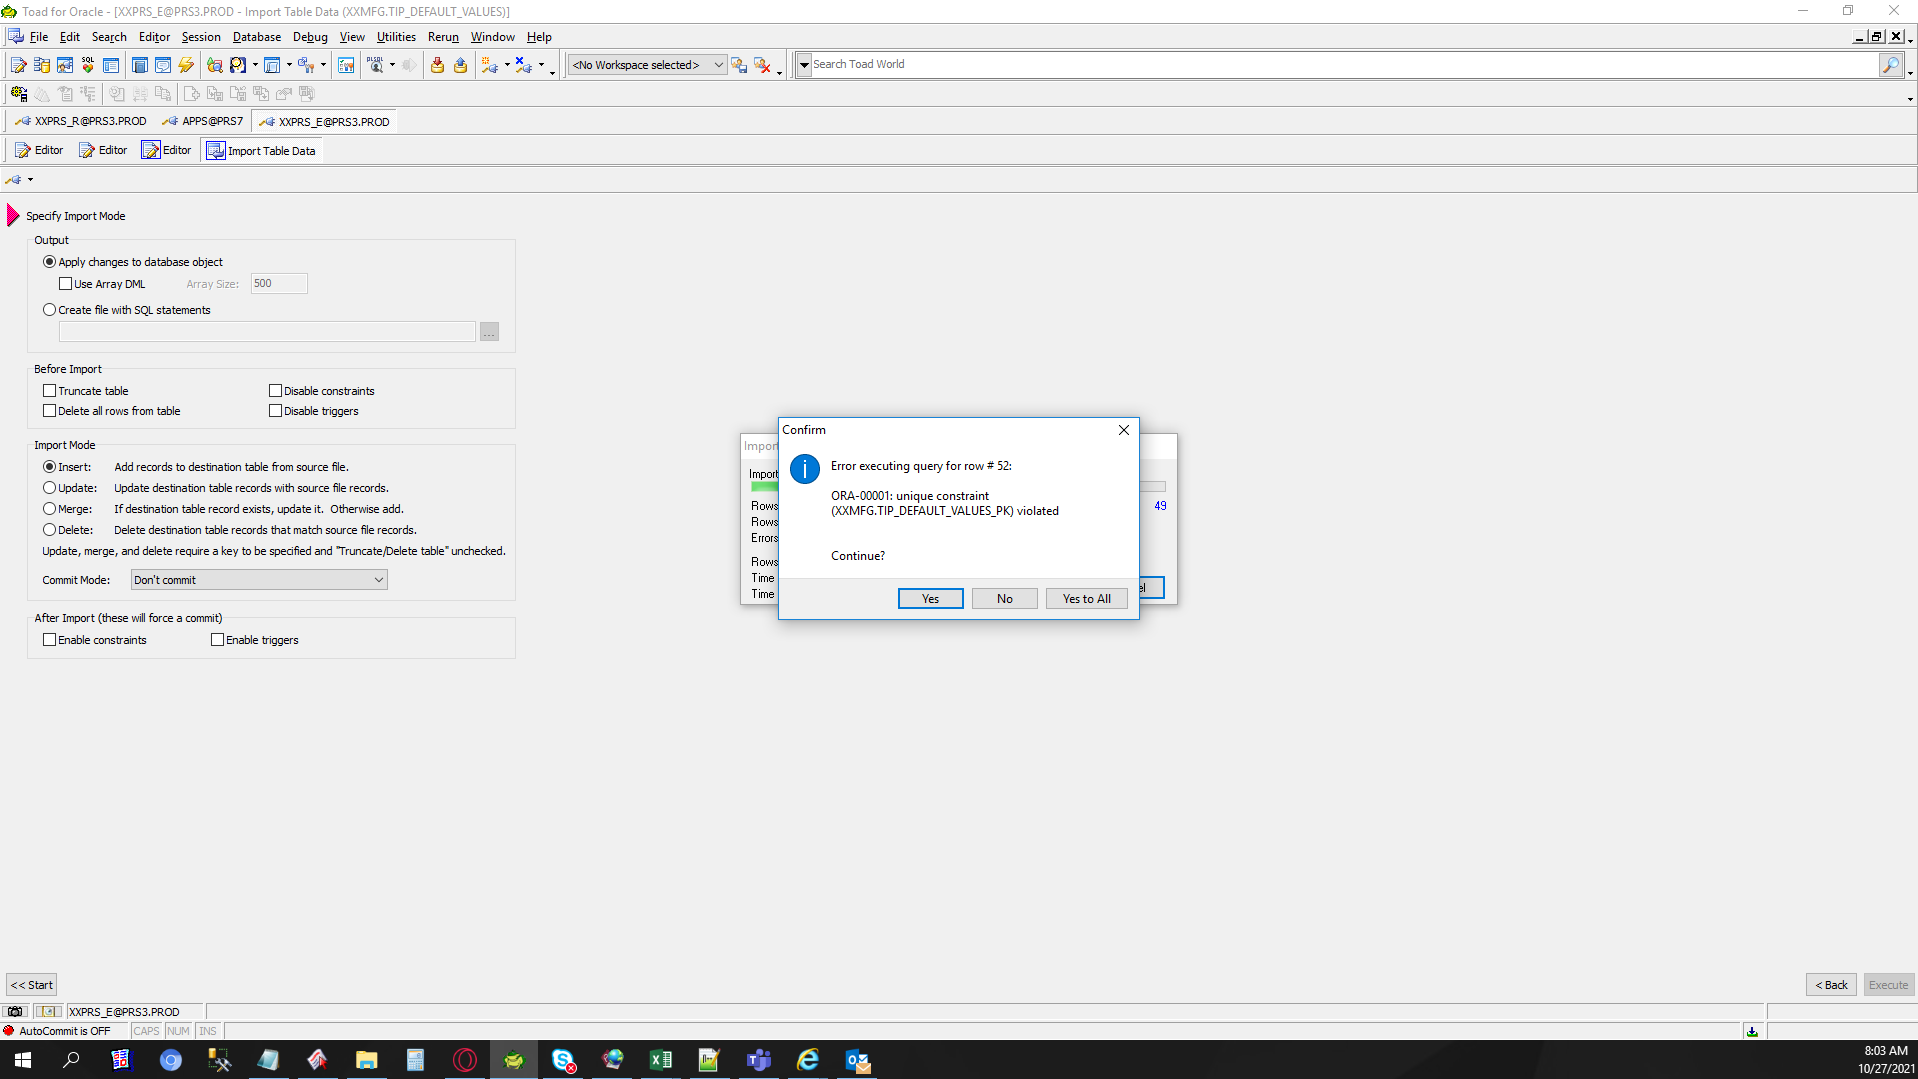 Toad for Oracle - [XXPRS_E@PRS3.PROD - Import Table Data (XXMFG.TIP_DEFAULT_VALUES)]
File Edit Search Editor Session Database Debug View Utilities Rerun Window Help
SQL
PLSQL
<No Workspace selected>
Search Toad World
XXPRS_R@PRS3.PROD APPS@PRS7 XXPRS_E@PRS3.PROD
Editor Editor Editor Import Table Data
Specify Import Mode
Output
Apply changes to database object
Use Array DML Array Size: 500
Create file with SQL statements
...
Before Import
Truncate table Disable constraints
Delete all rows from table Disable triggers
Import Mode
Insert: Add records to destination table from source file.
Update: Update destination table records with source file records.
Merge: If destination table record exists, update it. Otherwise add.
Delete: Delete destination table records that match source file records.
Update, merge, and delete require a key to be specified and "Truncate/Delete table" unchecked.
Commit Mode: Don't commit
After Import (these will force a commit)
Enable constraints Enable triggers
Import
Import
Rows
49
Rows
Errors
Rows
Time
Time
el
Confirm
Error executing query for row # 52:
ORA-00001: unique constraint
(XXMFG.TIP_DEFAULT_VALUES_PK) violated
Continue?
Yes No Yes to All
<< Start
< Back Execute
XXPRS_E@PRS3.PROD
AutoCommit is OFF CAPS NUM INS
8:03 AM
10/27/2021